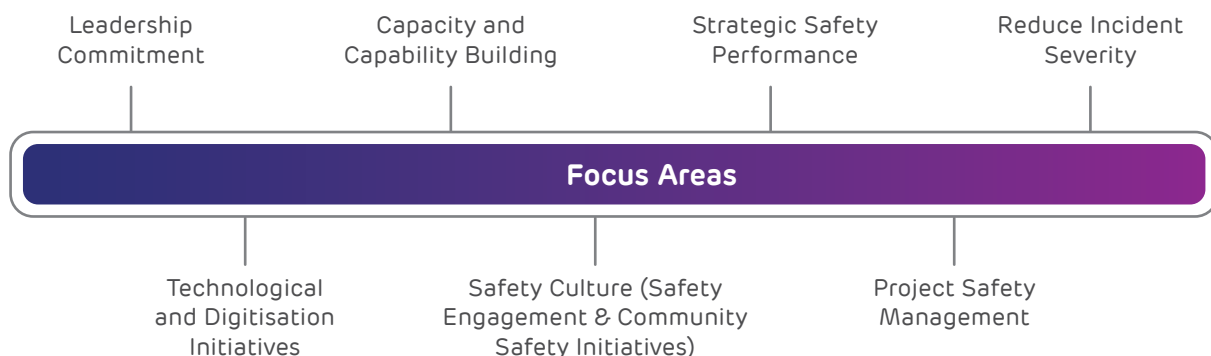 Leadership
Commitment
Capacity and
Capability Building
Strategic Safety
Performance
Reduce Incident
Severity
Focus Areas
Technological
and Digitisation
Initiatives
Safety Culture (Safety
Engagement & Community
Safety Initiatives)
Project Safety
Management